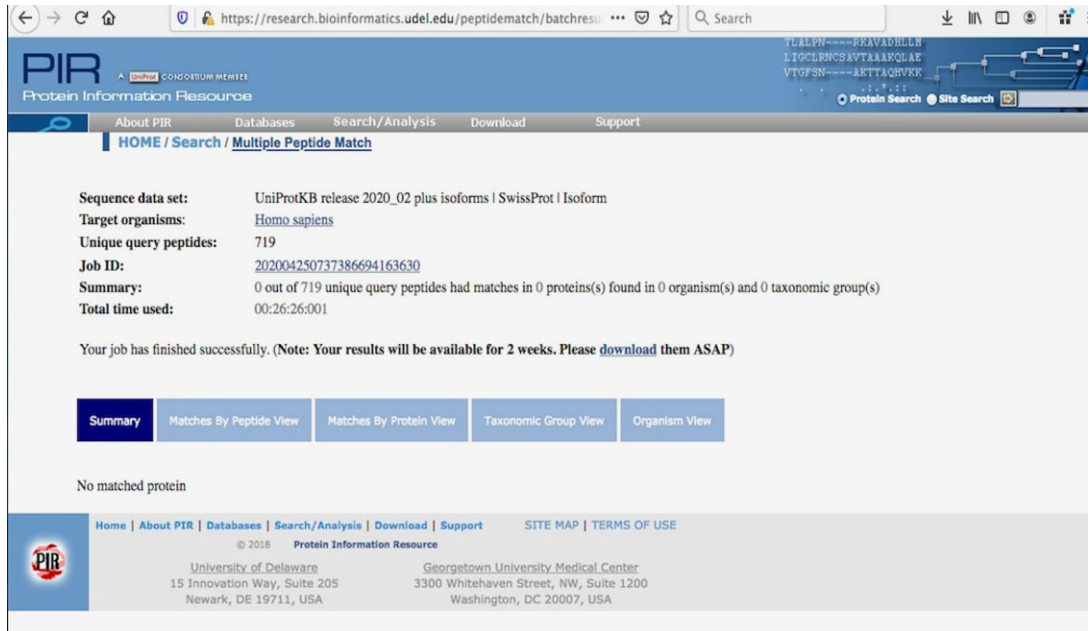 https://research.bioinformatics.udel.edu/peptidematch/batchresu
Search
PIR
A UniProt CONSORTIUM MEMBER
Protein Information Resource
TLALPN----RKAVADHLLM
LIGCLRNCSAVTAAAKQLAE
VTGFSN----AKTTAQHVKK
Protein Search Site Search
About PIR Databases Search/Analysis Download Support
HOME / Search / Multiple Peptide Match
Sequence data set: UniProtKB release 2020_02 plus isoforms | SwissProt | Isoform
Target organisms: Homo sapiens
Unique query peptides: 719
Job ID: 202004250737386694163630
Summary: 0 out of 719 unique query peptides had matches in 0 proteins(s) found in 0 organism(s) and 0 taxonomic group(s)
Total time used: 00:26:26:001
Your job has finished successfully. (Note: Your results will be available for 2 weeks. Please download them ASAP)
Summary Matches By Peptide View Matches By Protein View Taxonomic Group View Organism View
No matched protein
Home | About PIR | Databases | Search/Analysis | Download | Support SITE MAP | TERMS OF USE
© 2018 Protein Information Resource
PIR
University of Delaware Georgetown University Medical Center
15 Innovation Way, Suite 205 3300 Whitehaven Street, NW, Suite 1200
Newark, DE 19711, USA Washington, DC 20007, USA